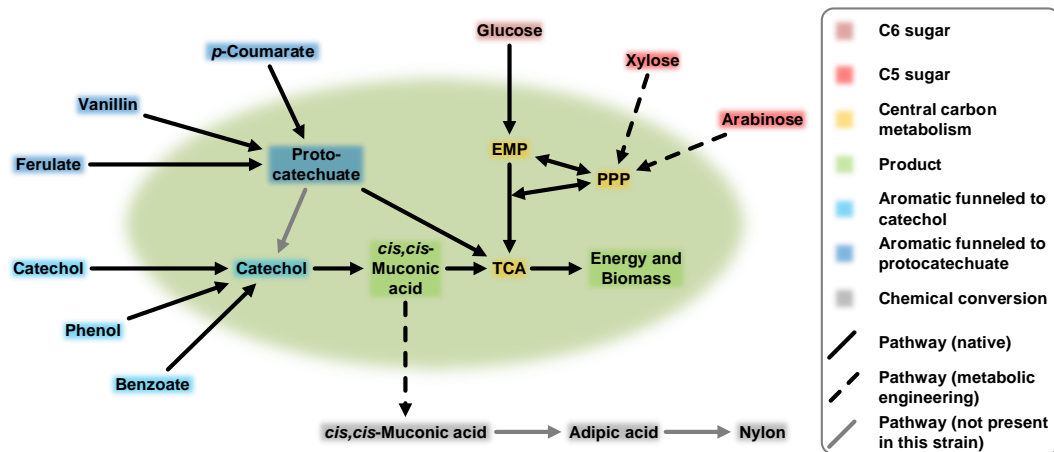 Glucose
p-Coumarate
Xylose
Vanillin
Arabinose
EMP
Proto-
catechuate
Ferulate
PPP
cis,cis-
Muconic
acid
Catechol
Catechol
TCA
Energy and
Biomass
Phenol
Benzoate
cis,cis-Muconic acid
Adipic acid
Nylon
C6 sugar
C5 sugar
Central carbon
metabolism
Product
Aromatic funneled to
catechol
Aromatic funneled to
protocatechuate
Chemical conversion
Pathway (native)
Pathway (metabolic
engineering)
Pathway (not present
in this strain)